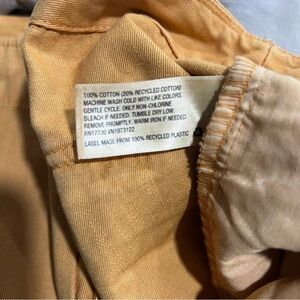 100% COTTON (20% RECYCLED COTTON)
MACHINE WASH COLD WITH LIKE COLORS.
GENTLE CYCLE. ONLY NON-CHLORINE
BLEACH IF NEEDED. TUMBLE DRY LOW.
REMOVE PROMPTLY. WARM IRON IF NEEDED.
FN17730 VN1973122
LABEL MADE FROM 100% RECYCLED PLASTIC